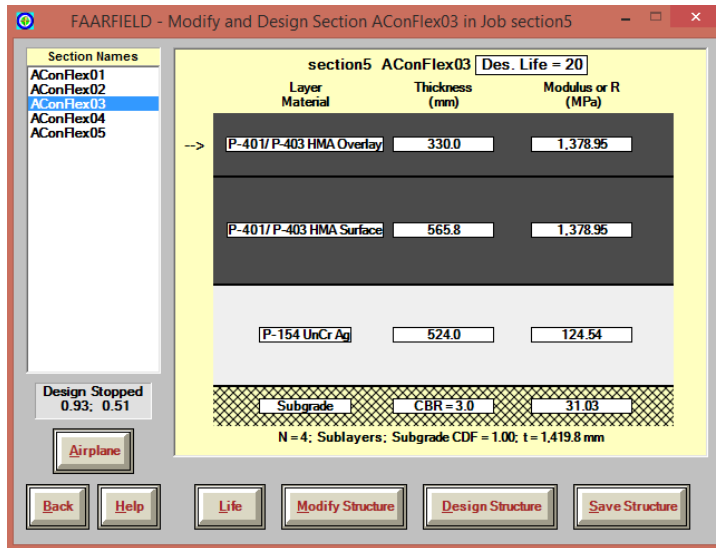 FAARFIELD - Modify and Design Section AConFlex03 in Job section5
Section Names
AConFlex01
AConFlex02
AConFlex03
AConFlex04
AConFlex05
section5 AConFlex03 Des. Life = 20
Layer Material Thickness (mm) Modulus or R (MPa)
--> P-401/ P-403 HMA Overlay 330.0 1,378.95
P-401/ P-403 HMA Surface 565.8 1,378.95
P-154 UnCr Ag 524.0 124.54
Subgrade CBR = 3.0 31.03
N = 4; Sublayers; Subgrade CDF = 1.00; t = 1,419.8 mm
Design Stopped
0.93; 0.51
Airplane
Back Help Life Modify Structure Design Structure Save Structure